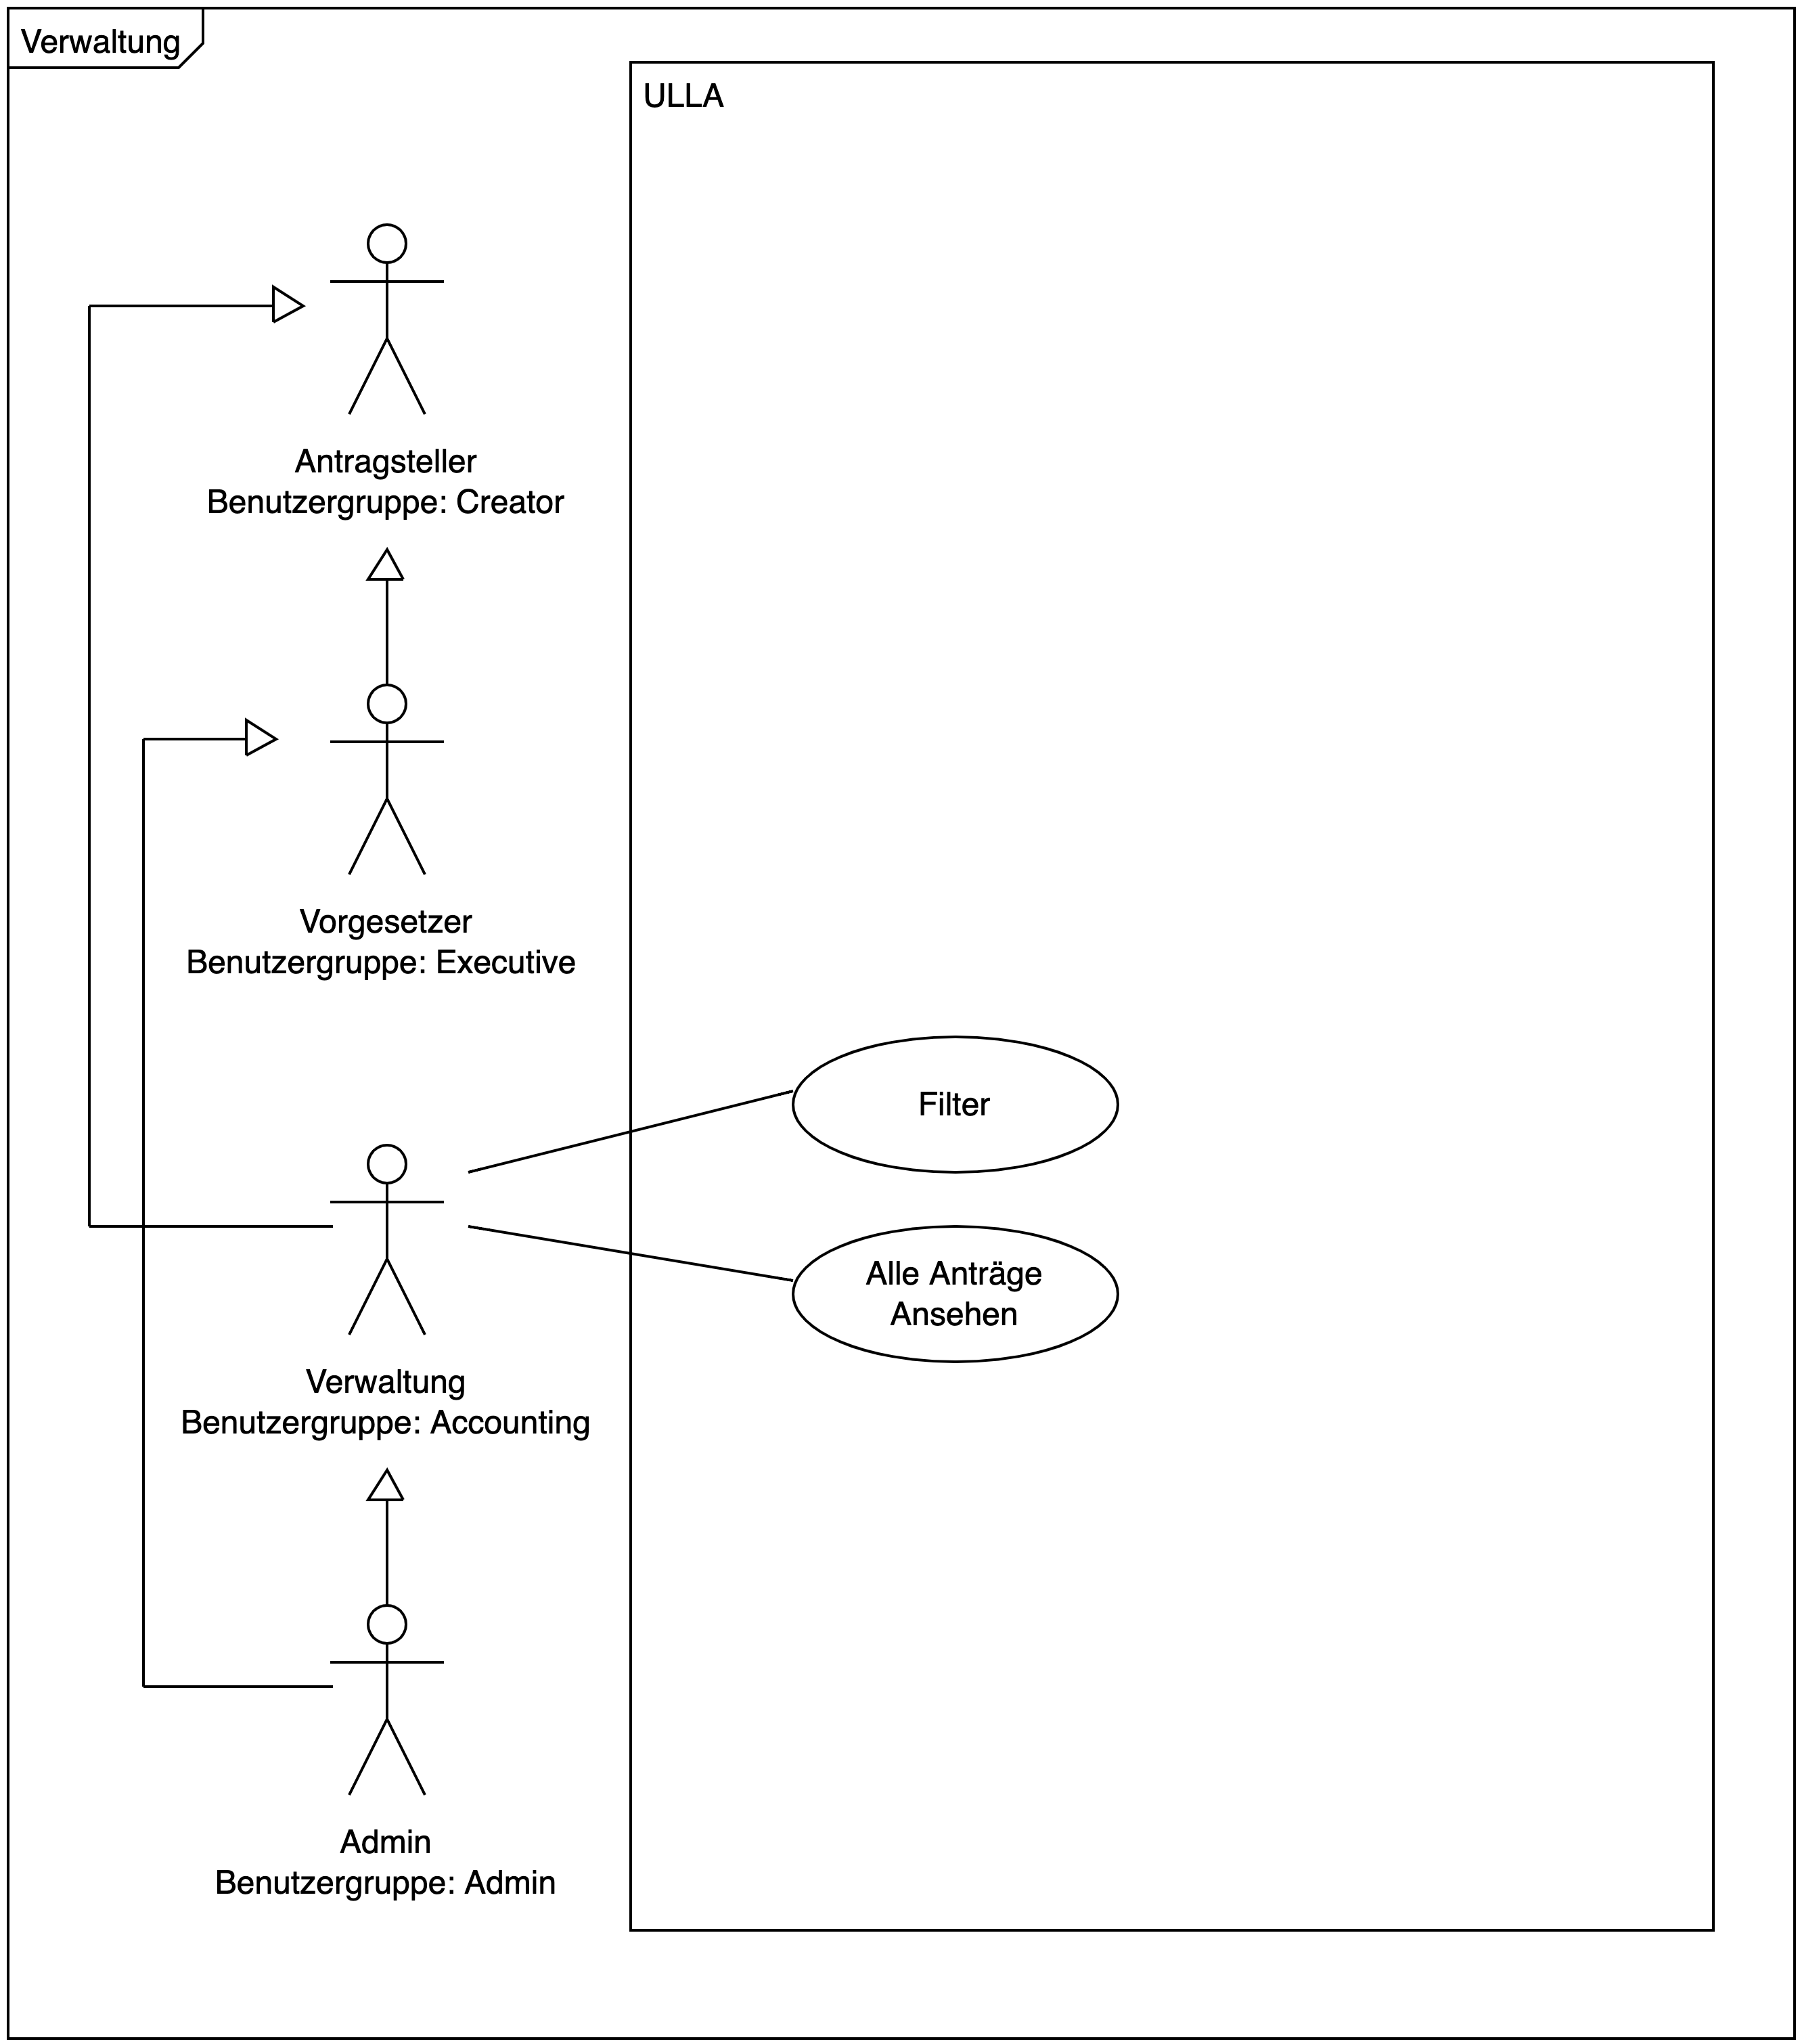 Verwaltung
ULLA
Antragsteller
Benutzergruppe: Creator
Vorgesetzer
Benutzergruppe: Executive
Filter
Alle Anträge
Ansehen
Verwaltung
Benutzergruppe: Accounting
Admin
Benutzergruppe: Admin